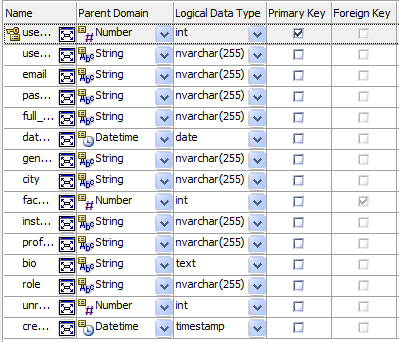 Name Parent Domain Logical Data Type Primary Key Foreign Key
use... Number int
use... String nvarchar(255)
email String nvarchar(255)
pas... String nvarchar(255)
full_... String nvarchar(255)
dat... Datetime date
gen... String nvarchar(255)
city String nvarchar(255)
fac... Number int
inst... String nvarchar(255)
prof... String nvarchar(255)
bio String text
role String nvarchar(255)
unr... Number int
cre... Datetime timestamp